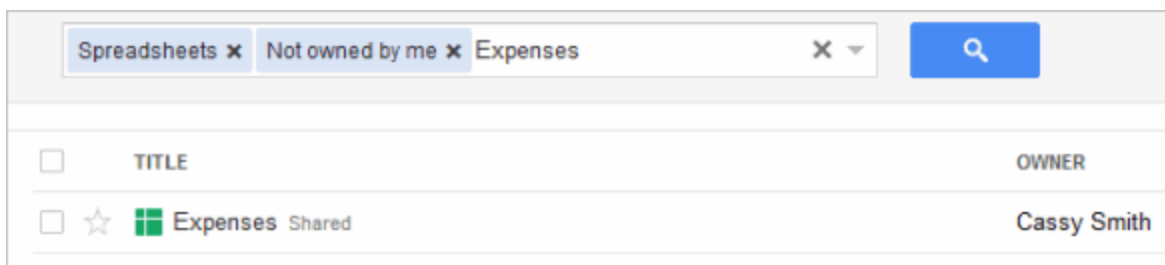 Spreadsheets × Not owned by me × Expenses ×
TITLE OWNER
Expenses Shared Cassy Smith